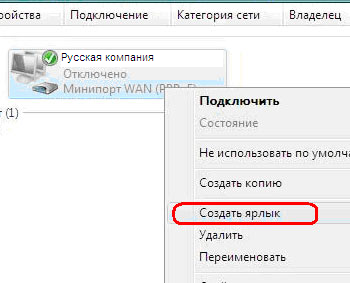 ройства Подключение Категория сети Владелец
Русская компания
Отключено
Минипорт WAN (PPP
(1)
Подключить
Состояние
Не использовать по умолча
Создать копию
Создать ярлык
Удалить
Переименовать